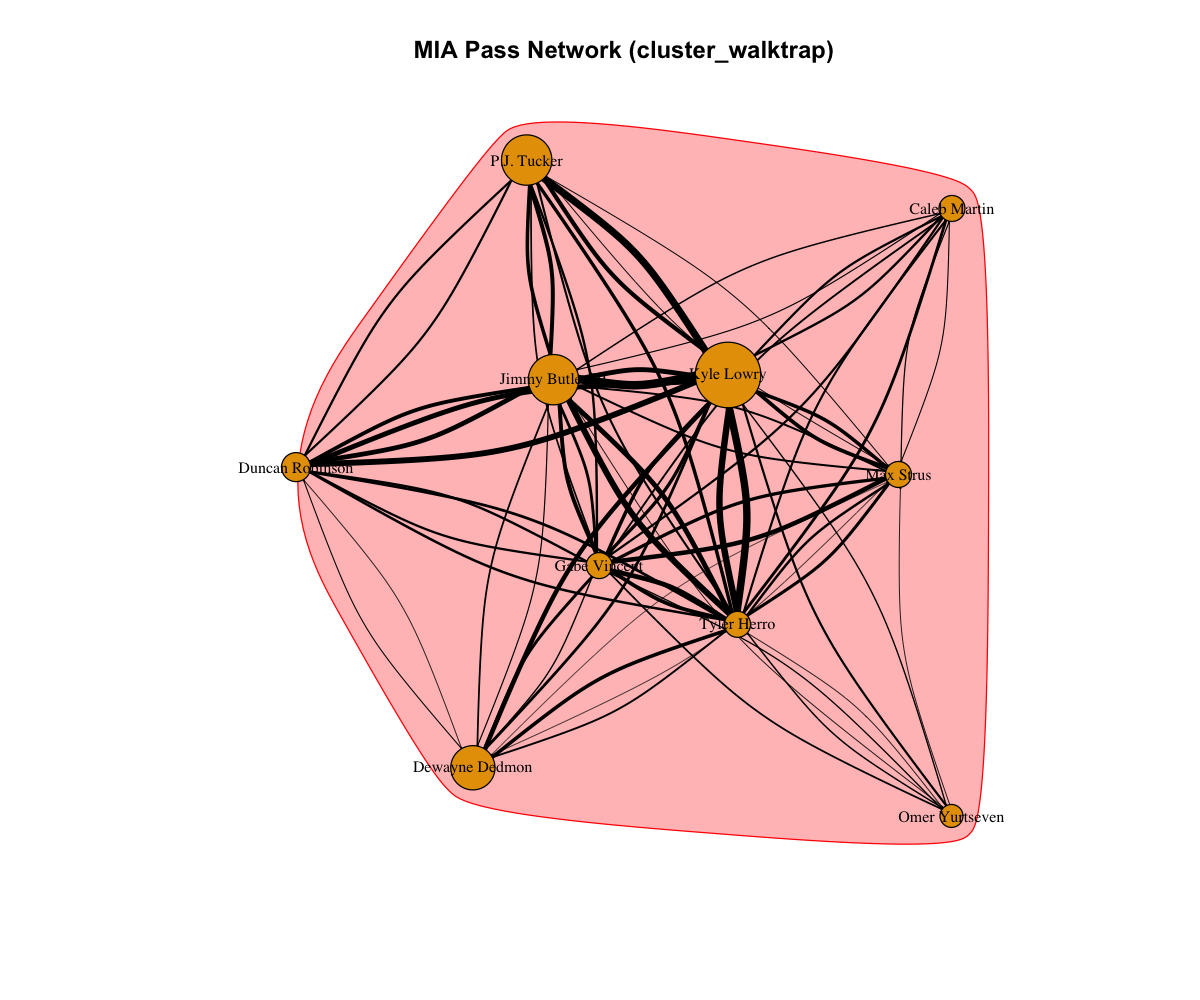 MIA Pass Network (cluster_walktrap)
P.J. Tucker
Caleb Martin
Kyle Lowry
Jimmy Butler
Duncan Robinson
Max Strus
Gabe Vincent
Tyler Herro
Dewayne Dedmon
Omer Yurtseven